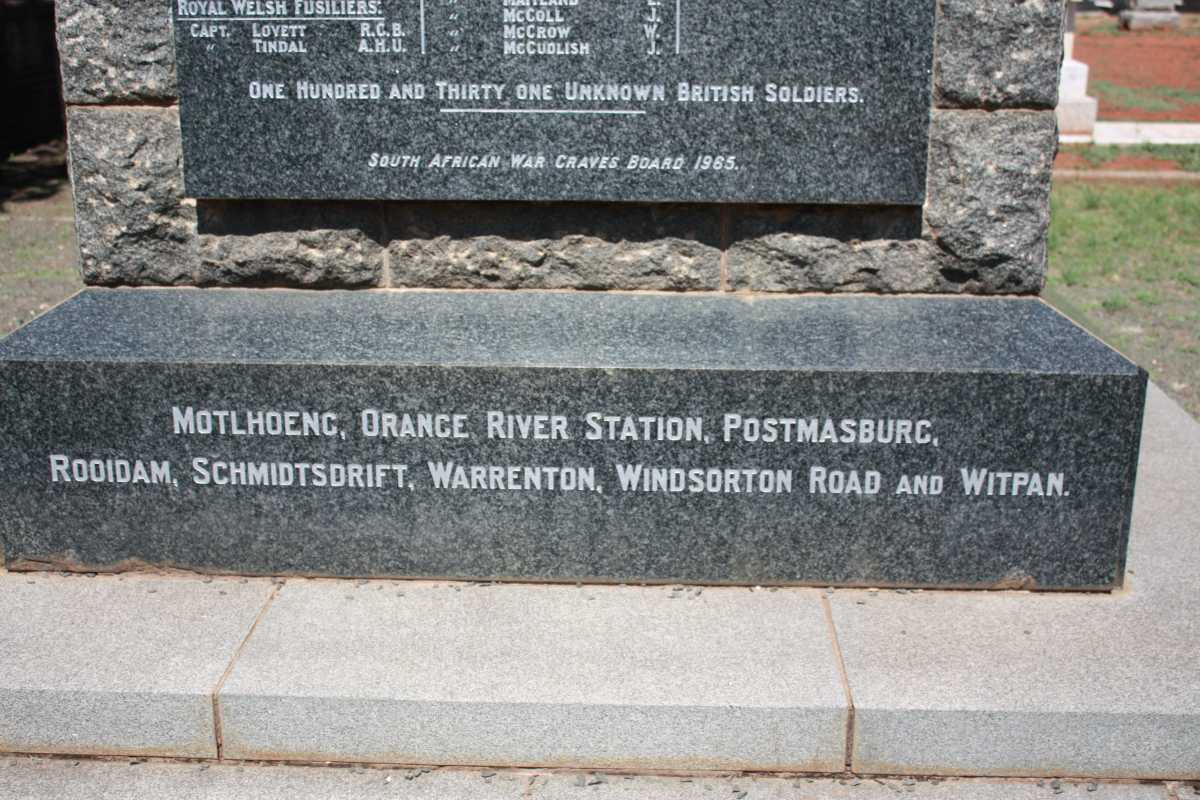 ROYAL WELSH FUSILIERS:
CAPT. LOVETT R.C.B.
" TINDAL A.H.U.
" MAITLAND
" MCCOLL J.
" MCCROW W.
" MCCUDLISH J.
ONE HUNDRED AND THIRTY ONE UNKNOWN BRITISH SOLDIERS.
SOUTH AFRICAN WAR GRAVES BOARD 1965.
MOTLHOENG, ORANGE RIVER STATION, POSTMASBURG,
ROOIDAM, SCHMIDTSDRIFT, WARRENTON, WINDSORTON ROAD AND WITPAN.